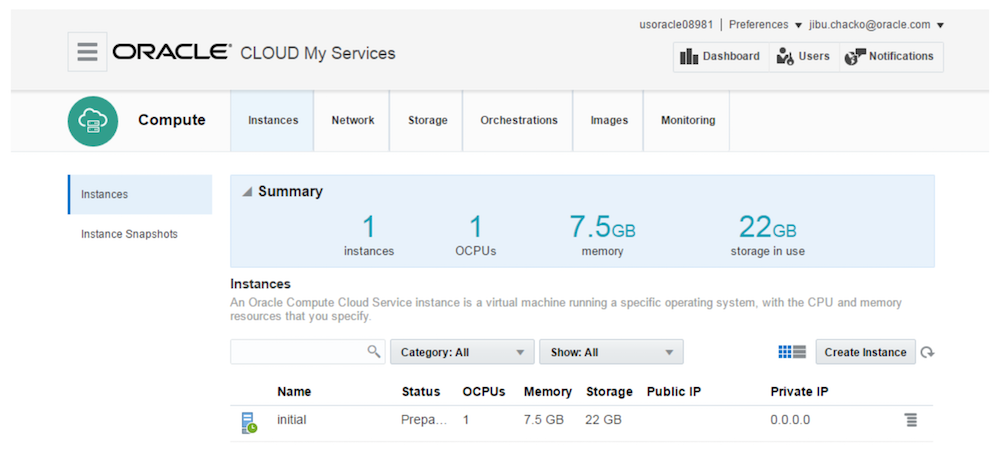 usoracle08981 | Preferences jibu.chacko@oracle.com
ORACLE CLOUD My Services
Dashboard Users Notifications
Compute Instances Network Storage Orchestrations Images Monitoring
Instances
Instance Snapshots
Summary
1 1 7.5GB 22GB
instances OCPUs memory storage in use
Instances
An Oracle Compute Cloud Service instance is a virtual machine running a specific operating system, with the CPU and memory
resources that you specify.
Category: All Show: All Create Instance
Name Status OCPUs Memory Storage Public IP Private IP
initial Prepa... 1 7.5 GB 22 GB 0.0.0.0